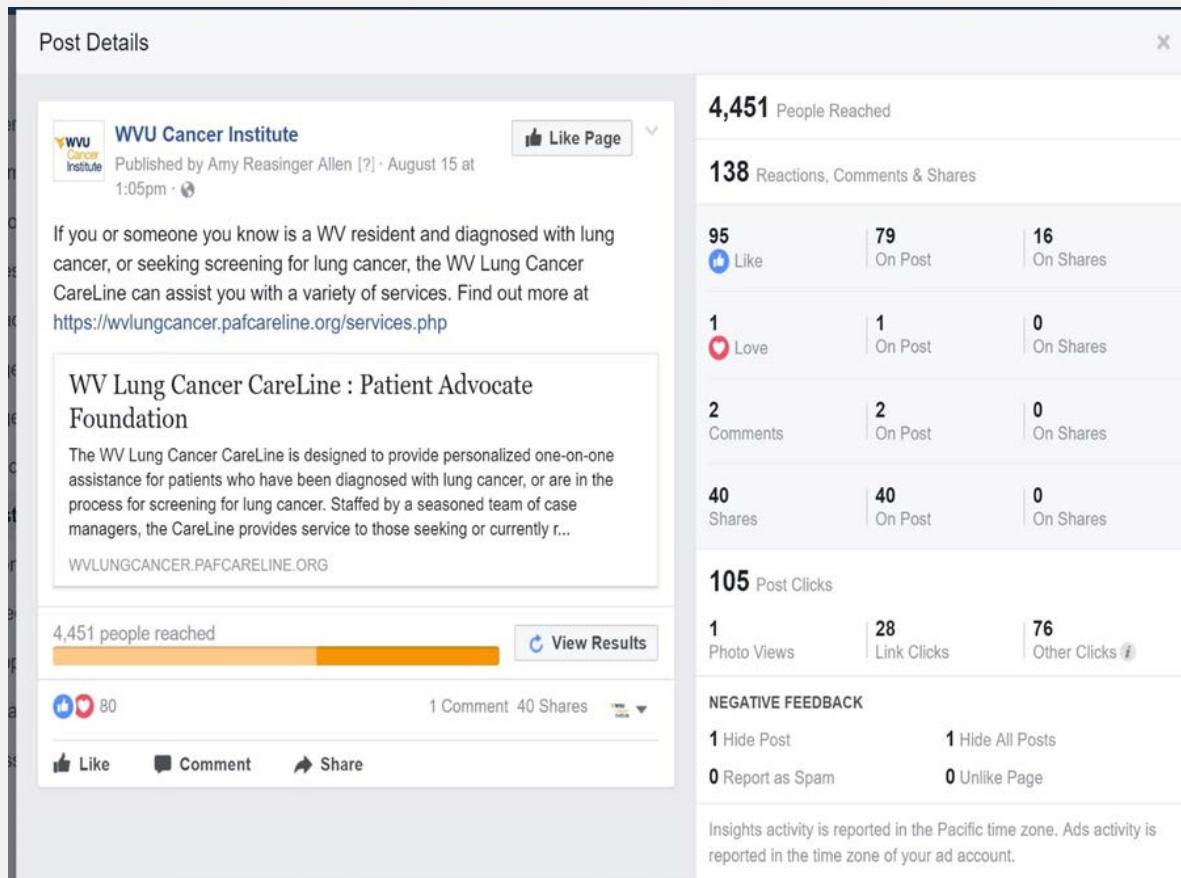 Post Details
WVU Cancer Institute
WVU Cancer Institute
Like Page
Published by Amy Reasinger Allen [?] · August 15 at
1:05pm ·
If you or someone you know is a WV resident and diagnosed with lung
cancer, or seeking screening for lung cancer, the WV Lung Cancer
CareLine can assist you with a variety of services. Find out more at
https://wvlungcancer.pafcareline.org/services.php
WV Lung Cancer CareLine : Patient Advocate
Foundation
The WV Lung Cancer CareLine is designed to provide personalized one-on-one
assistance for patients who have been diagnosed with lung cancer, or are in the
process for screening for lung cancer. Staffed by a seasoned team of case
managers, the CareLine provides service to those seeking or currently r...
WVLUNGCANCER.PAFCARELINE.ORG
4,451 people reached
View Results
80
1 Comment 40 Shares
Like Comment Share
4,451 People Reached
138 Reactions, Comments & Shares
95 79 16
Like On Post On Shares
1 1 0
Love On Post On Shares
2 2 0
Comments On Post On Shares
40 40 0
Shares On Post On Shares
105 Post Clicks
1 28 76
Photo Views Link Clicks Other Clicks i
NEGATIVE FEEDBACK
1 Hide Post 1 Hide All Posts
0 Report as Spam 0 Unlike Page
Insights activity is reported in the Pacific time zone. Ads activity is
reported in the time zone of your ad account.